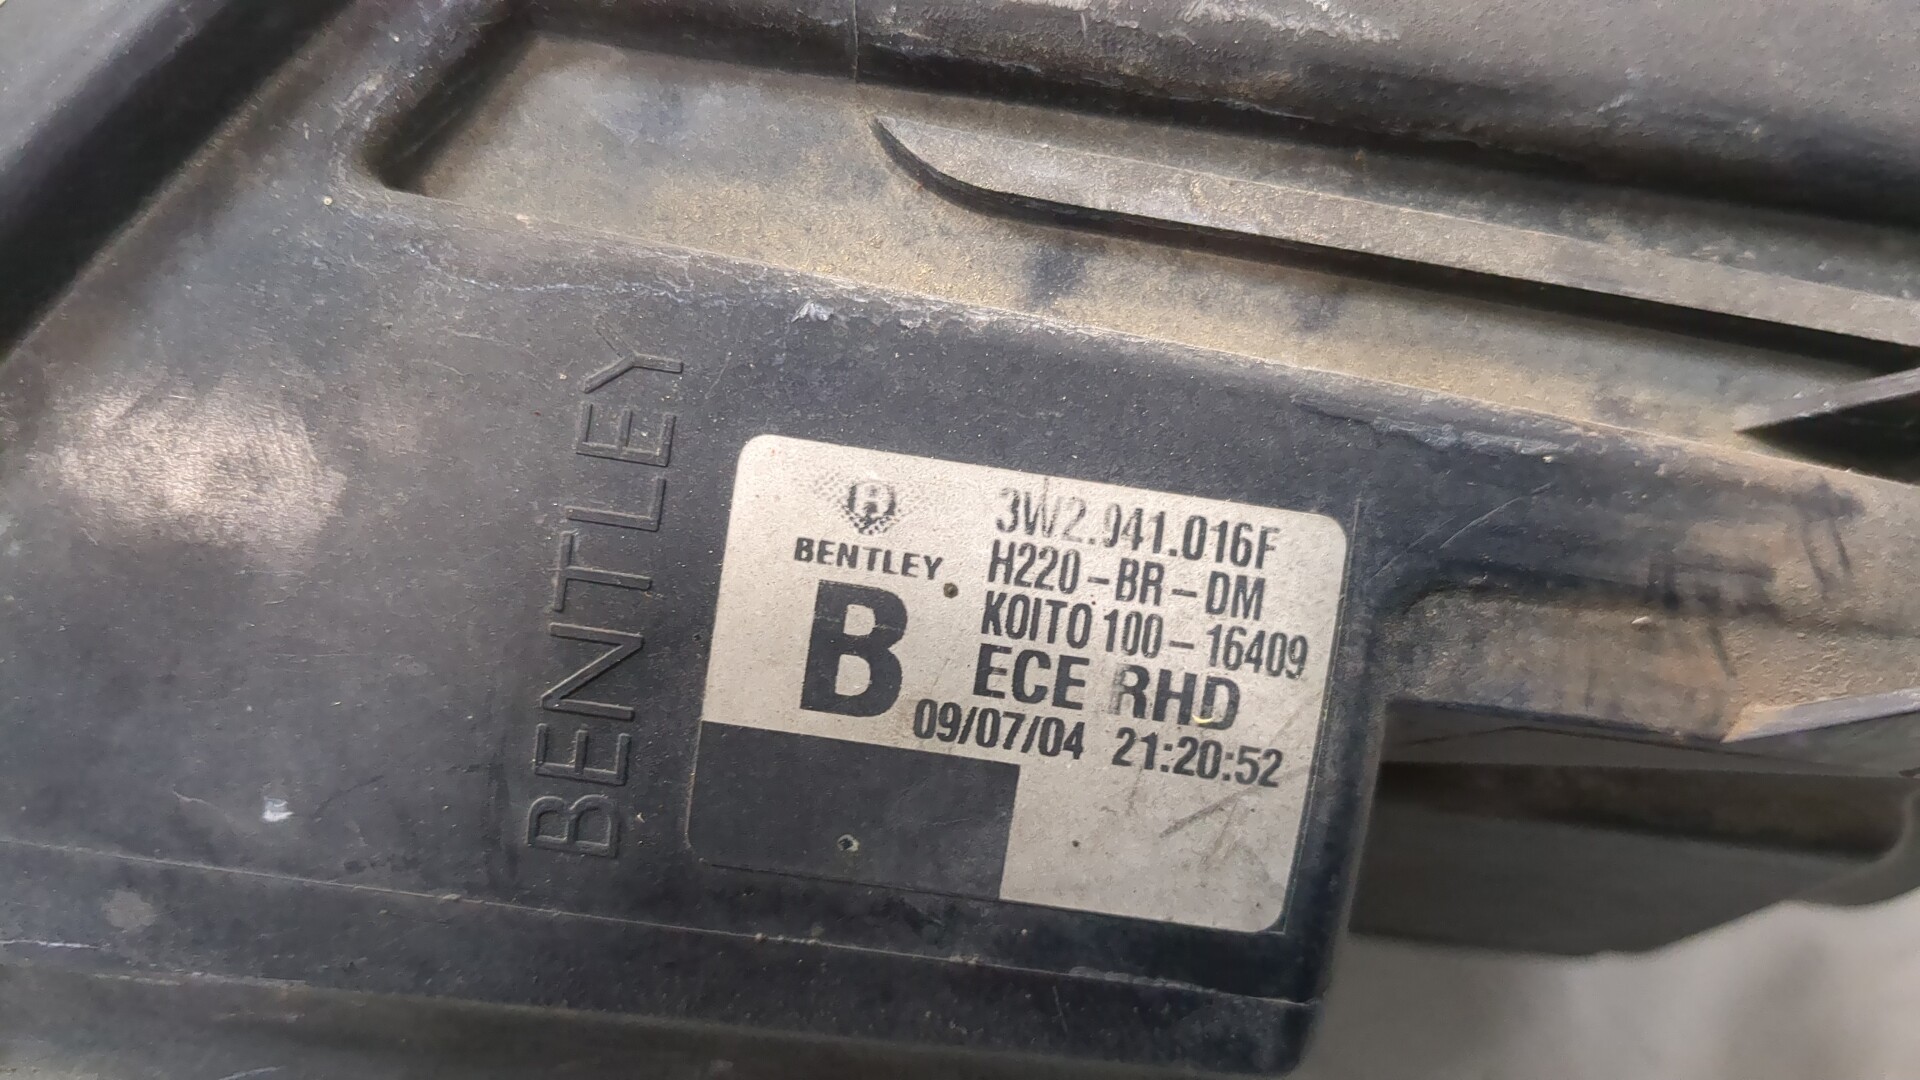 BENTLEY
B
BENTLEY
B
3W2.941.016F
H220-BR-DM
KOITO 100-16409
ECE RHD
09/07/04 21:20:52